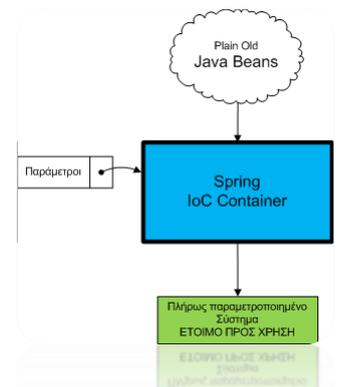 Plain Old
Java Beans
Παράμετροι
Spring
IoC Container
Πλήρως παραμετροποιημένο
Σύστημα
ΕΤΟΙΜΟ ΠΡΟΣ ΧΡΗΣΗ